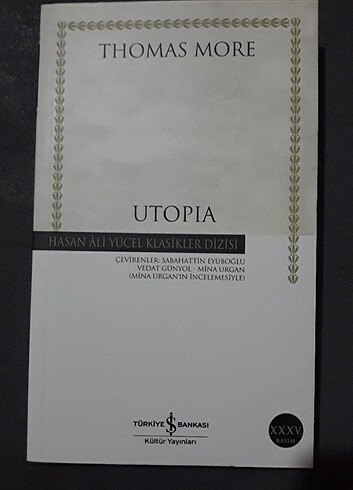 THOMAS MORE
UTOPIA
HASAN ÂLİ YÜCEL KLASİKLER DİZİSİ
ÇEVİRENLER: SABAHATTİN EYÜBOĞLU
VEDAT GÜNYOL - MİNA URGAN
(MİNA URGAN'IN İNCELEMESİYLE)
TÜRKİYE İŞ BANKASI
Kültür Yayınları
XXXV.
BASIM